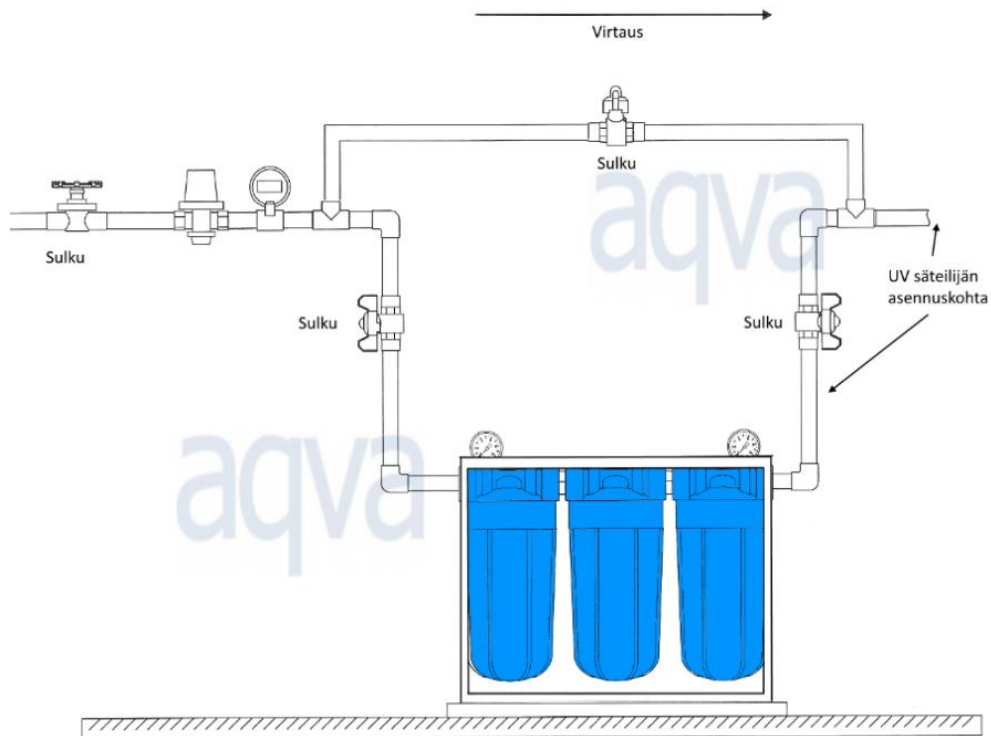 Virtaus
Sulku
aqva
Sulku
UV säteilijän
asennuskohta
Sulku
Sulku
aqva